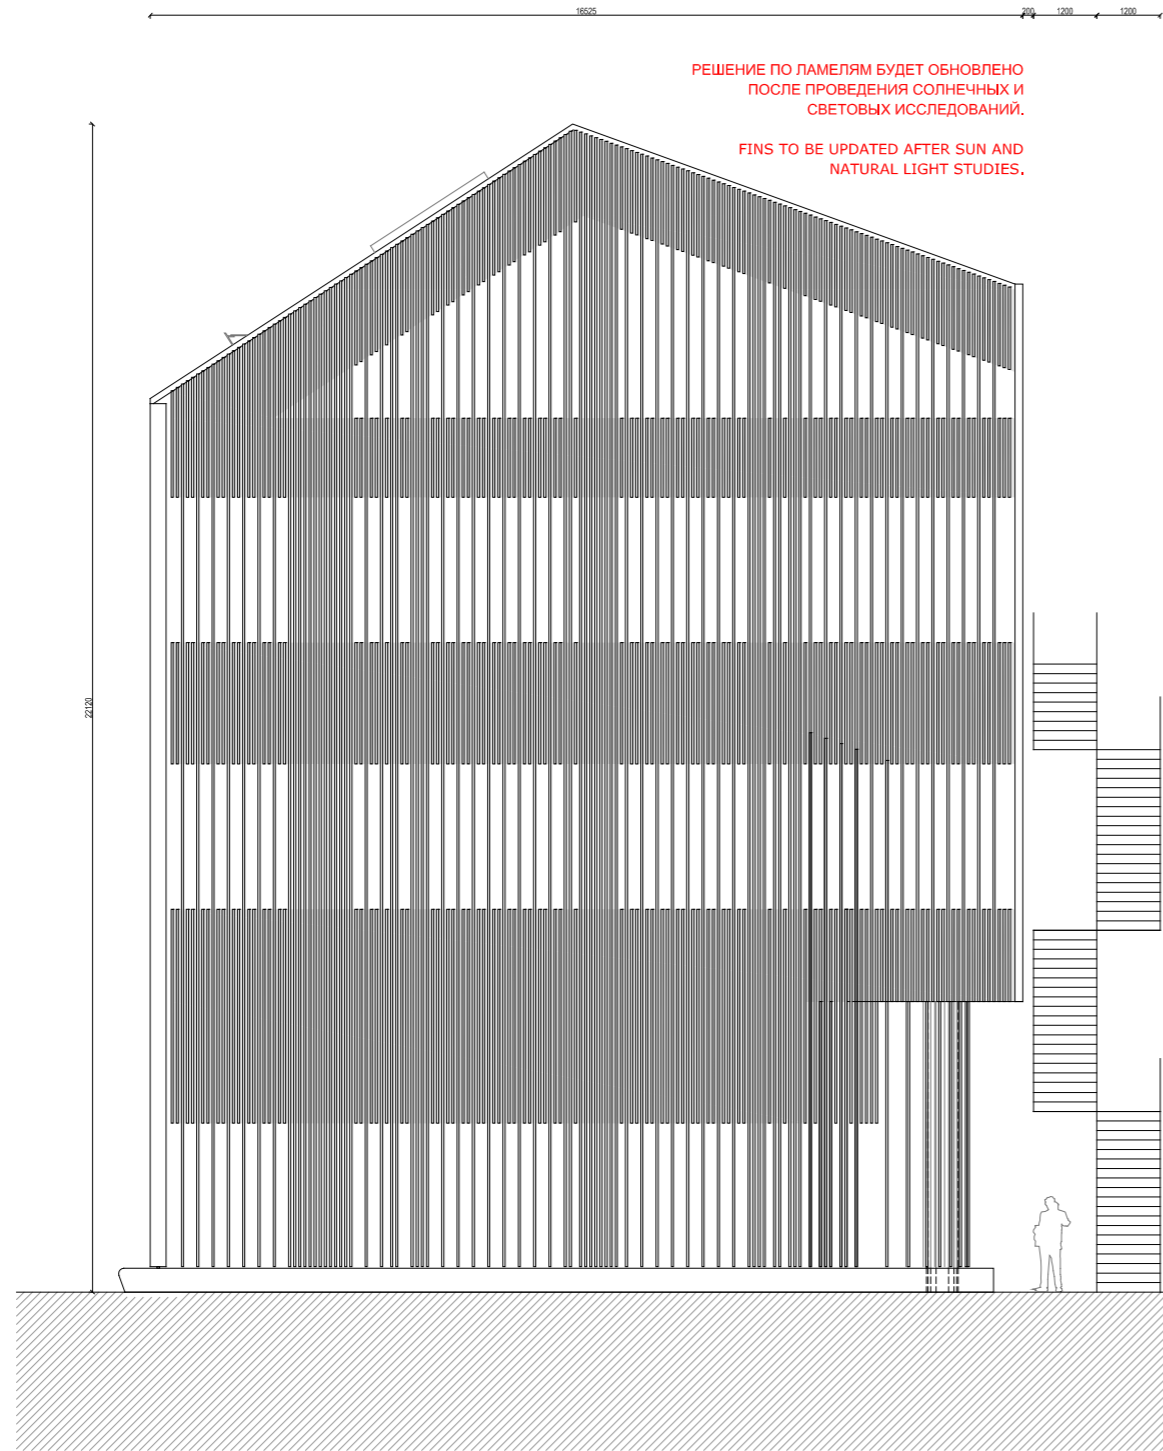 16525 200 1200 1200
РЕШЕНИЕ ПО ЛАМЕЛЯМ БУДЕТ ОБНОВЛЕНО
ПОСЛЕ ПРОВЕДЕНИЯ СОЛНЕЧНЫХ И
СВЕТОВЫХ ИССЛЕДОВАНИЙ.
FINS TO BE UPDATED AFTER SUN AND
NATURAL LIGHT STUDIES.
22120